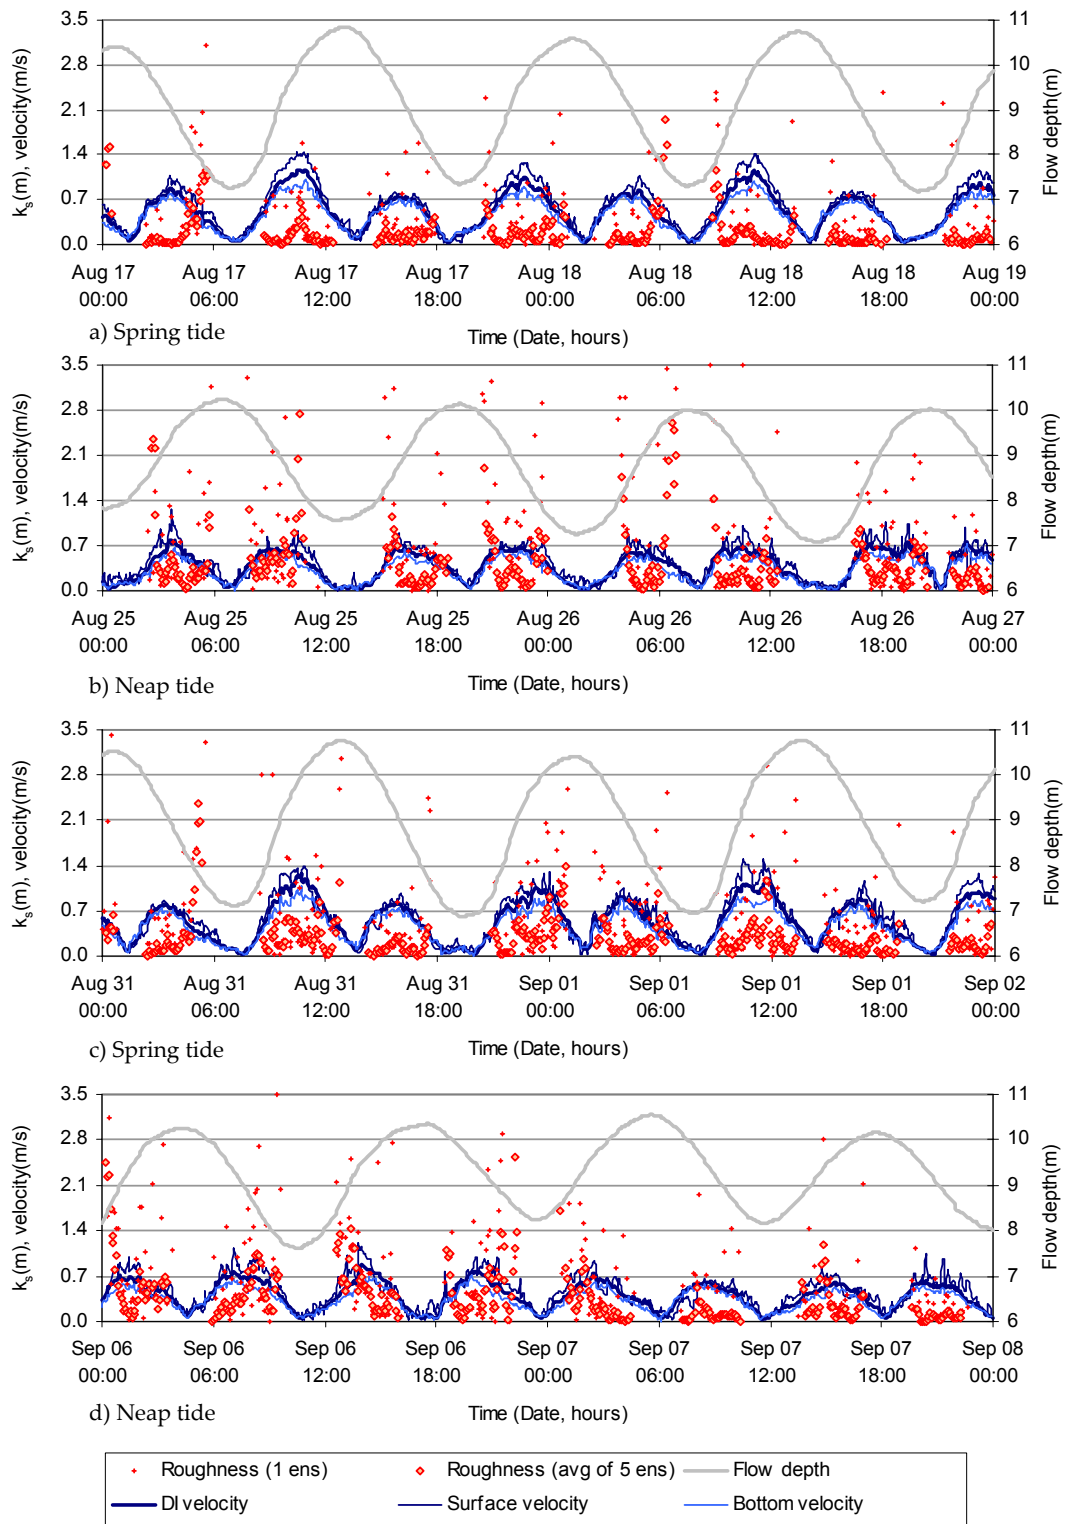 3.5 11
2.8 10
2.1 9
1.4 8
0.7 7
0.0 6
kₛ(m), velocity(m/s)
Flow depth(m)
Aug 17 Aug 17 Aug 17 Aug 17 Aug 18 Aug 18 Aug 18 Aug 18 Aug 19
00:00 06:00 12:00 18:00 00:00 06:00 12:00 18:00 00:00
a) Spring tide
Time (Date, hours)
3.5 11
2.8 10
2.1 9
1.4 8
0.7 7
0.0 6
kₛ(m), velocity(m/s)
Flow depth(m)
Aug 25 Aug 25 Aug 25 Aug 25 Aug 26 Aug 26 Aug 26 Aug 26 Aug 27
00:00 06:00 12:00 18:00 00:00 06:00 12:00 18:00 00:00
b) Neap tide
Time (Date, hours)
3.5 11
2.8 10
2.1 9
1.4 8
0.7 7
0.0 6
kₛ(m), velocity(m/s)
Flow depth(m)
Aug 31 Aug 31 Aug 31 Aug 31 Sep 01 Sep 01 Sep 01 Sep 01 Sep 02
00:00 06:00 12:00 18:00 00:00 06:00 12:00 18:00 00:00
c) Spring tide
Time (Date, hours)
3.5 11
2.8 10
2.1 9
1.4 8
0.7 7
0.0 6
kₛ(m), velocity(m/s)
Flow depth(m)
Sep 06 Sep 06 Sep 06 Sep 06 Sep 07 Sep 07 Sep 07 Sep 07 Sep 08
00:00 06:00 12:00 18:00 00:00 06:00 12:00 18:00 00:00
d) Neap tide
Time (Date, hours)
Roughness (1 ens) Roughness (avg of 5 ens) Flow depth
DI velocity Surface velocity Bottom velocity